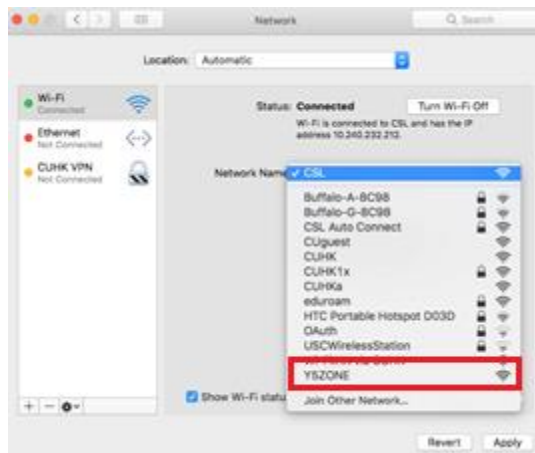 Network
Search
Location: Automatic
Wi-Fi
Connected
Ethernet
Not Connected
CUHK VPN
Not Connected
Status: Connected
Turn Wi-Fi Off
Wi-Fi is connected to CSL and has the IP
address 10.240.232.212.
Network Name
✓ CSL
Buffalo-A-8C98
Buffalo-G-8C98
CSL Auto Connect
CUguest
CUHK
CUHK1x
CUHKa
eduroam
HTC Portable Hotspot D03D
OAuth
USCWirelessStation
YSZONE
Join Other Network...
Show Wi-Fi status
Revert
Apply